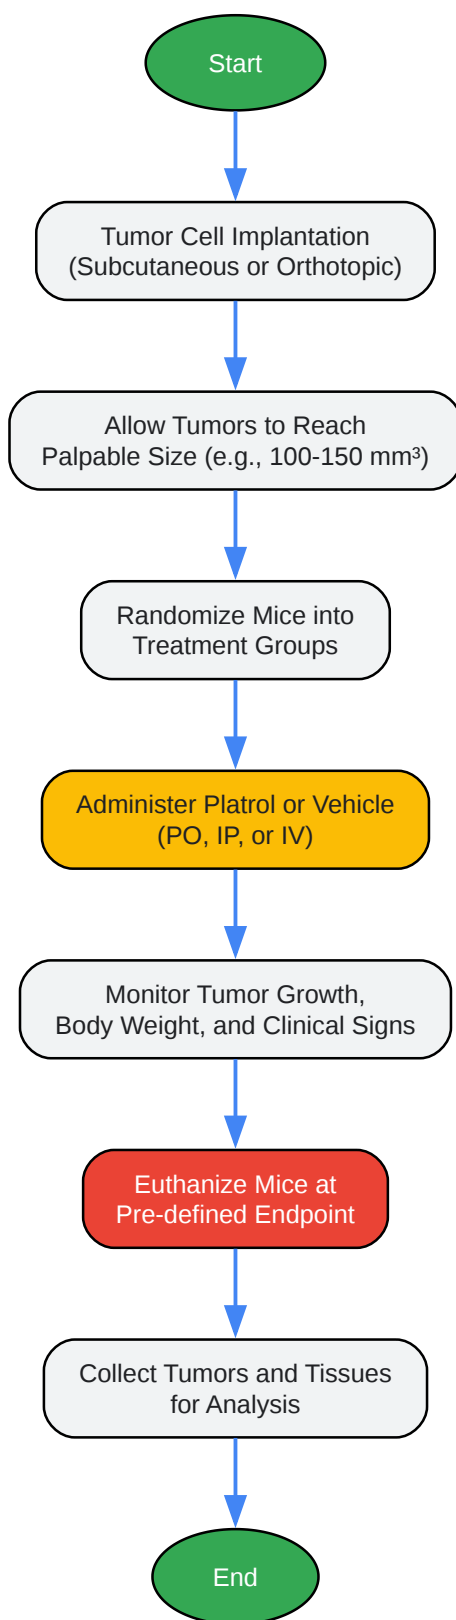 Start
Tumor Cell Implantation
(Subcutaneous or Orthotopic)
Allow Tumors to Reach
Palpable Size (e.g., 100-150 mm³)
Randomize Mice into
Treatment Groups
Administer Platrol or Vehicle
(PO, IP, or IV)
Monitor Tumor Growth,
Body Weight, and Clinical Signs
Euthanize Mice at
Pre-defined Endpoint
Collect Tumors and Tissues
for Analysis
End